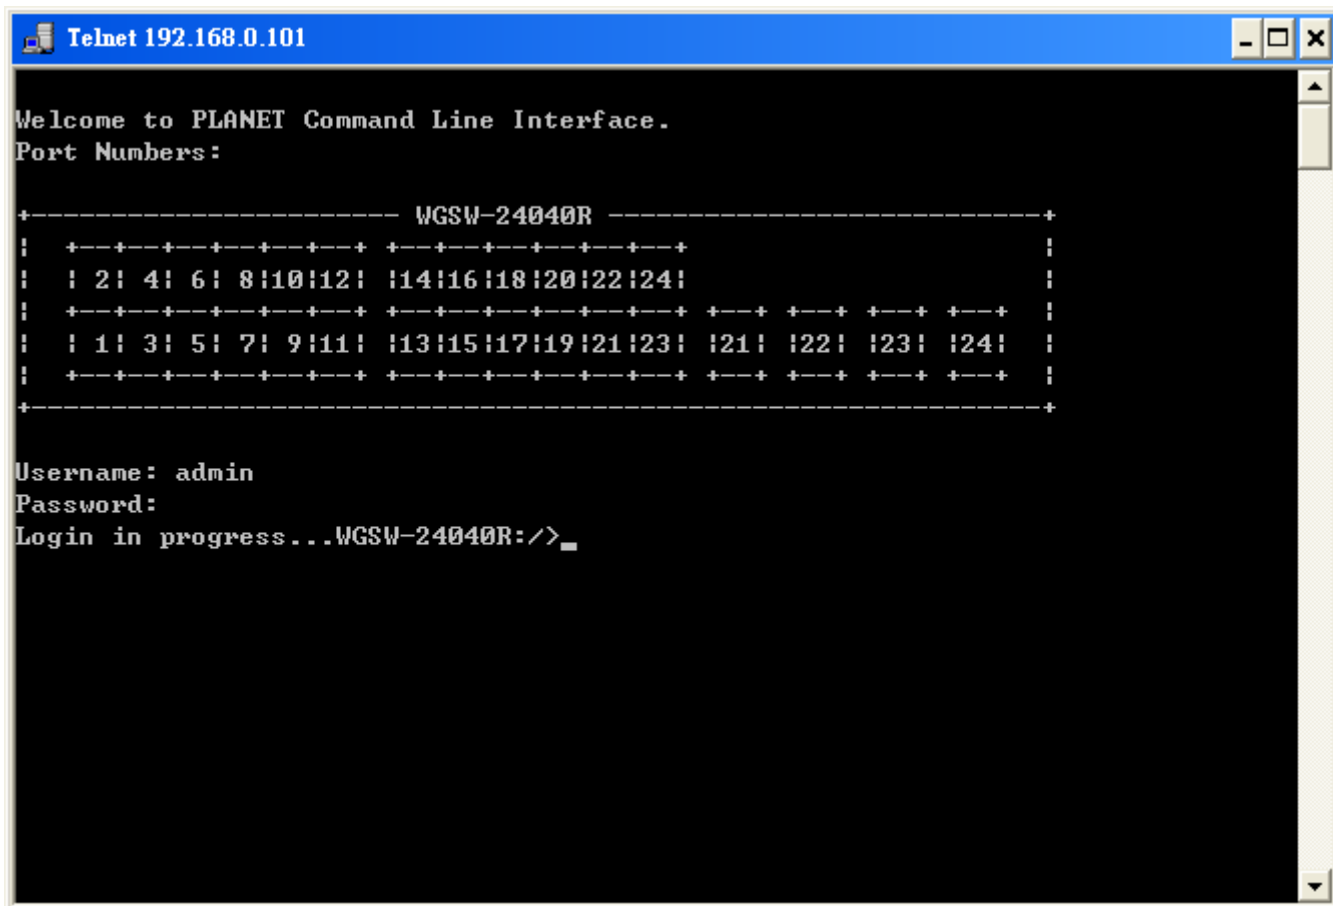 Telnet 192.168.0.101
Welcome to PLANET Command Line Interface.
Port Numbers:
+----------------------- WGSW-24040R ---------------------------+
|  +--+--+--+--+--+--+ +--+--+--+--+--+--+                      |
|  | 2| 4| 6| 8|10|12| |14|16|18|20|22|24|                      |
|  +--+--+--+--+--+--+ +--+--+--+--+--+--+ +--+ +--+ +--+ +--+  |
|  | 1| 3| 5| 7| 9|11| |13|15|17|19|21|23| |21| |22| |23| |24|  |
|  +--+--+--+--+--+--+ +--+--+--+--+--+--+ +--+ +--+ +--+ +--+  |
+---------------------------------------------------------------+
Username: admin
Password:
Login in progress...WGSW-24040R:/>_